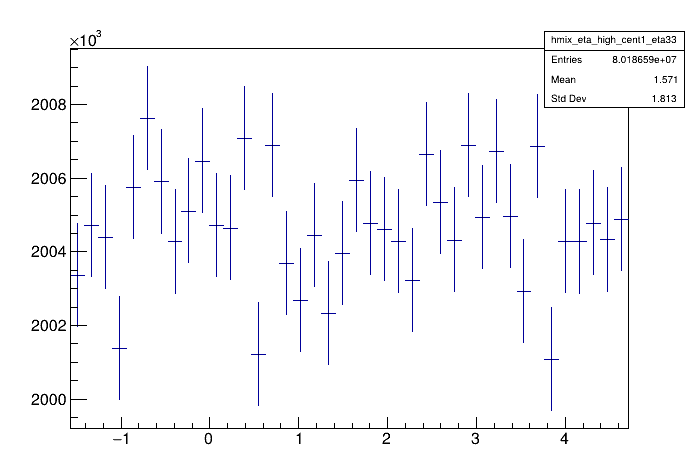 ×10³
hmix_eta_high_cent1_eta33
Entries 8.018659e+07
Mean 1.571
Std Dev 1.813
2008
2006
2004
2002
2000
−1 0 1 2 3 4